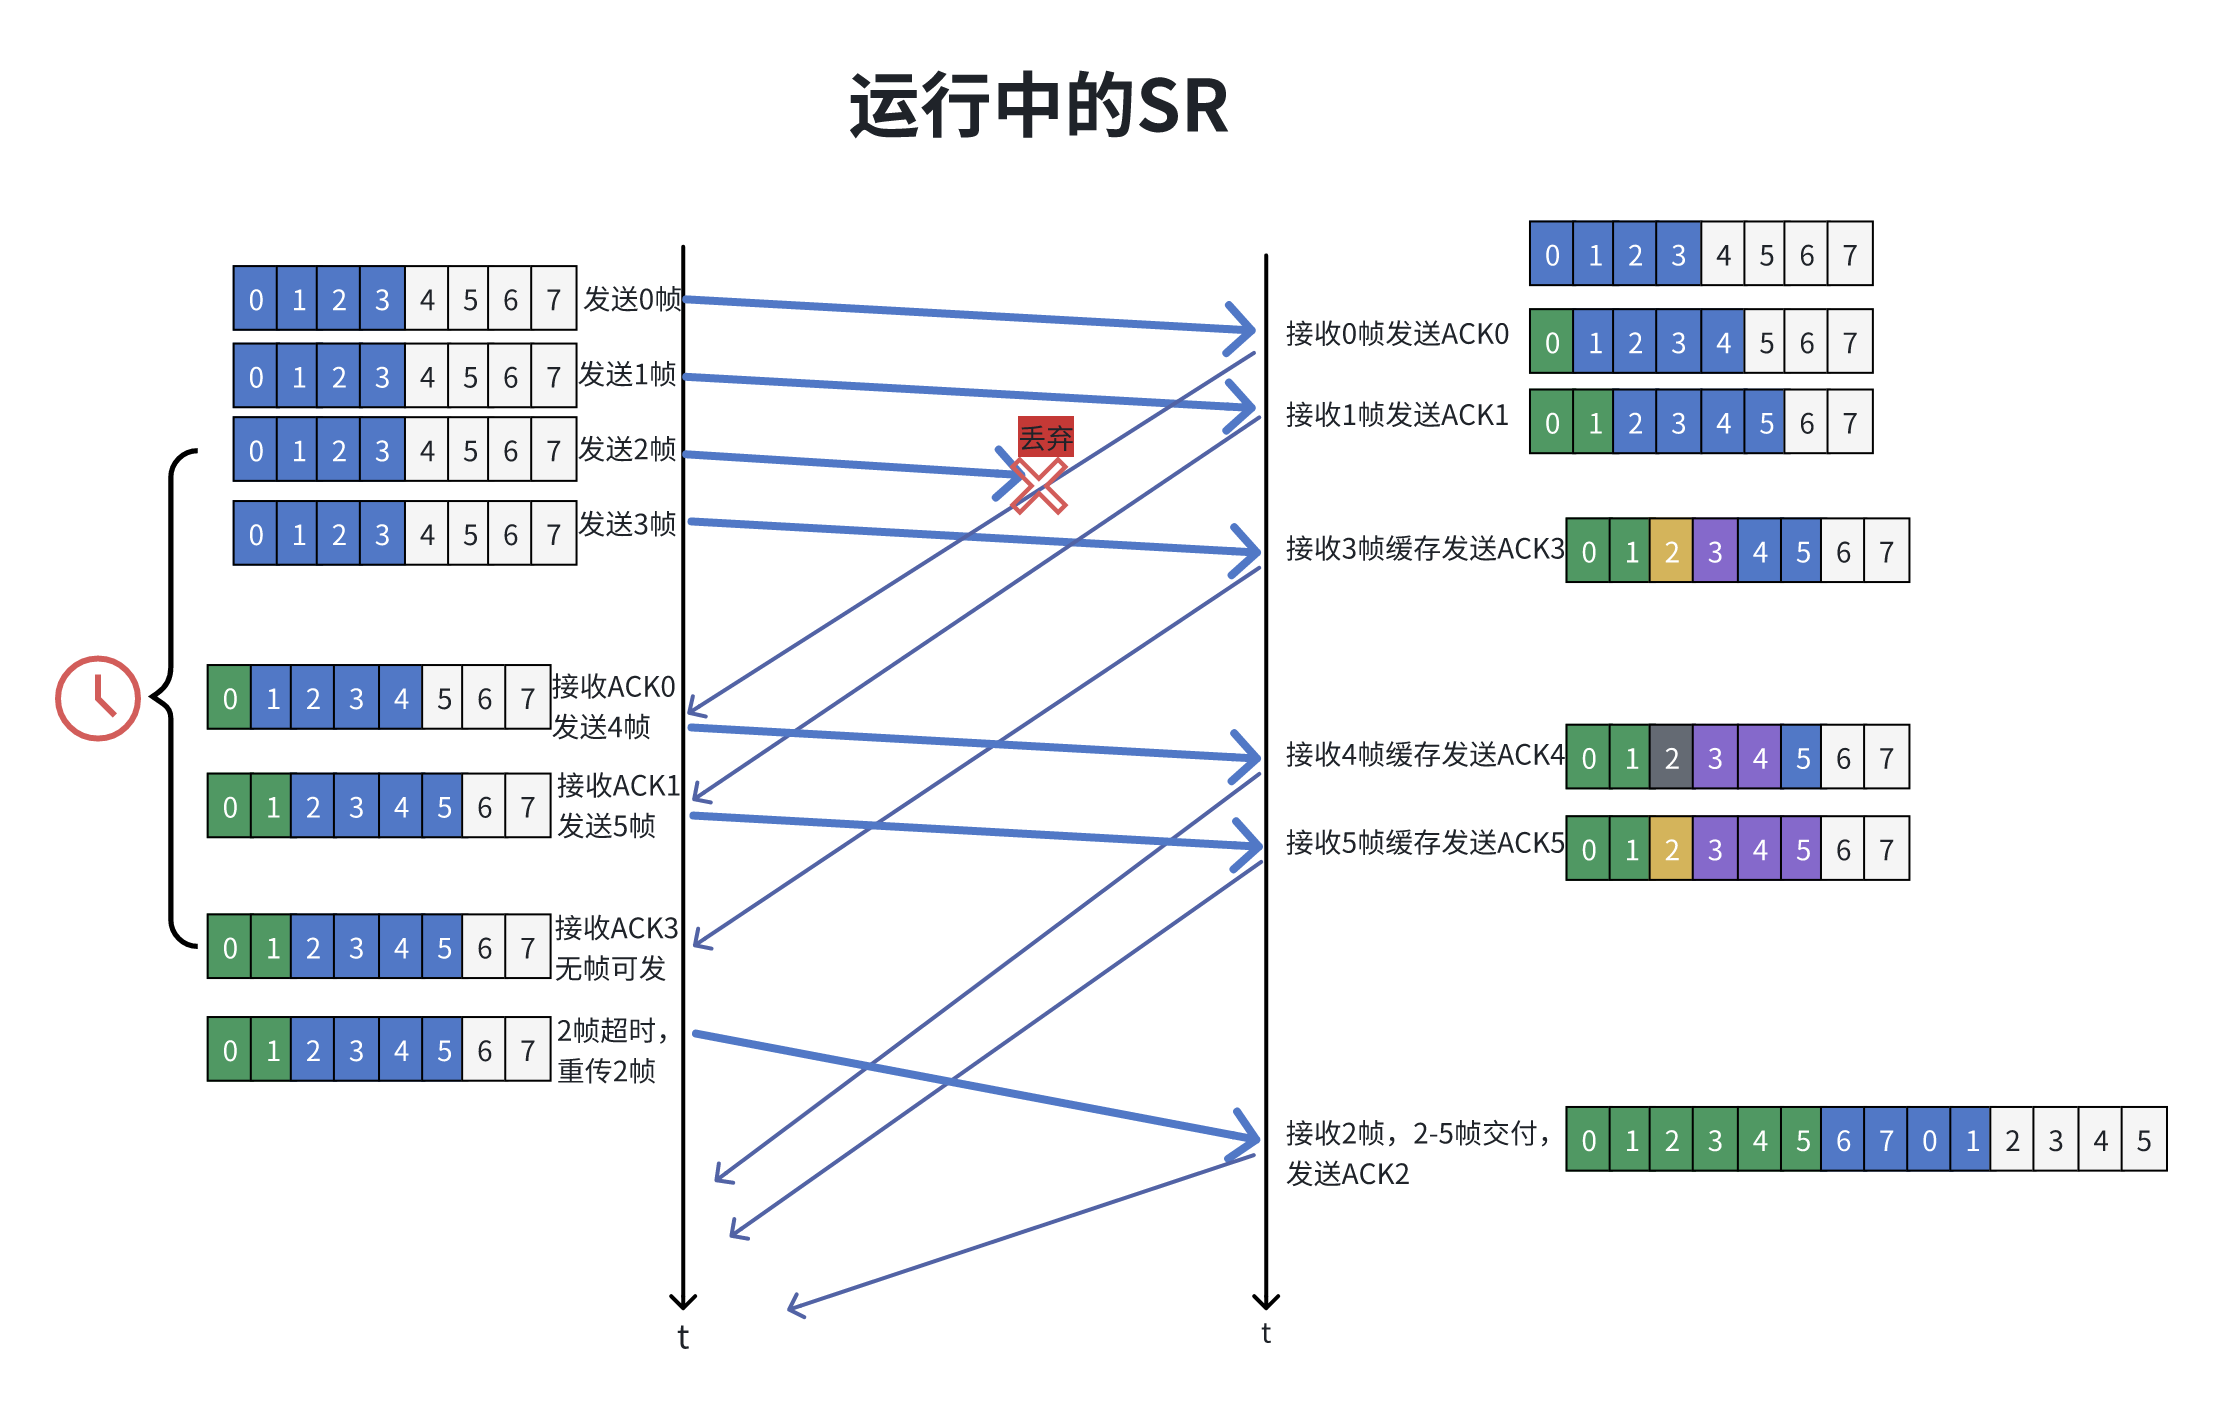 运行中的SR
0 1 2 3 4 5 6 7
0 1 2 3 4 5 6 7 发送0帧
接收0帧发送ACK0 0 1 2 3 4 5 6 7
0 1 2 3 4 5 6 7 发送1帧
接收1帧发送ACK1 0 1 2 3 4 5 6 7
丢弃
0 1 2 3 4 5 6 7 发送2帧
0 1 2 3 4 5 6 7 发送3帧
接收3帧缓存发送ACK3 0 1 2 3 4 5 6 7
0 1 2 3 4 5 6 7 接收ACK0
发送4帧
接收4帧缓存发送ACK4 0 1 2 3 4 5 6 7
0 1 2 3 4 5 6 7 接收ACK1
发送5帧
接收5帧缓存发送ACK5 0 1 2 3 4 5 6 7
0 1 2 3 4 5 6 7 接收ACK3
无帧可发
0 1 2 3 4 5 6 7 2帧超时，
重传2帧
接收2帧，2-5帧交付， 0 1 2 3 4 5 6 7 0 1 2 3 4 5
发送ACK2
t
t